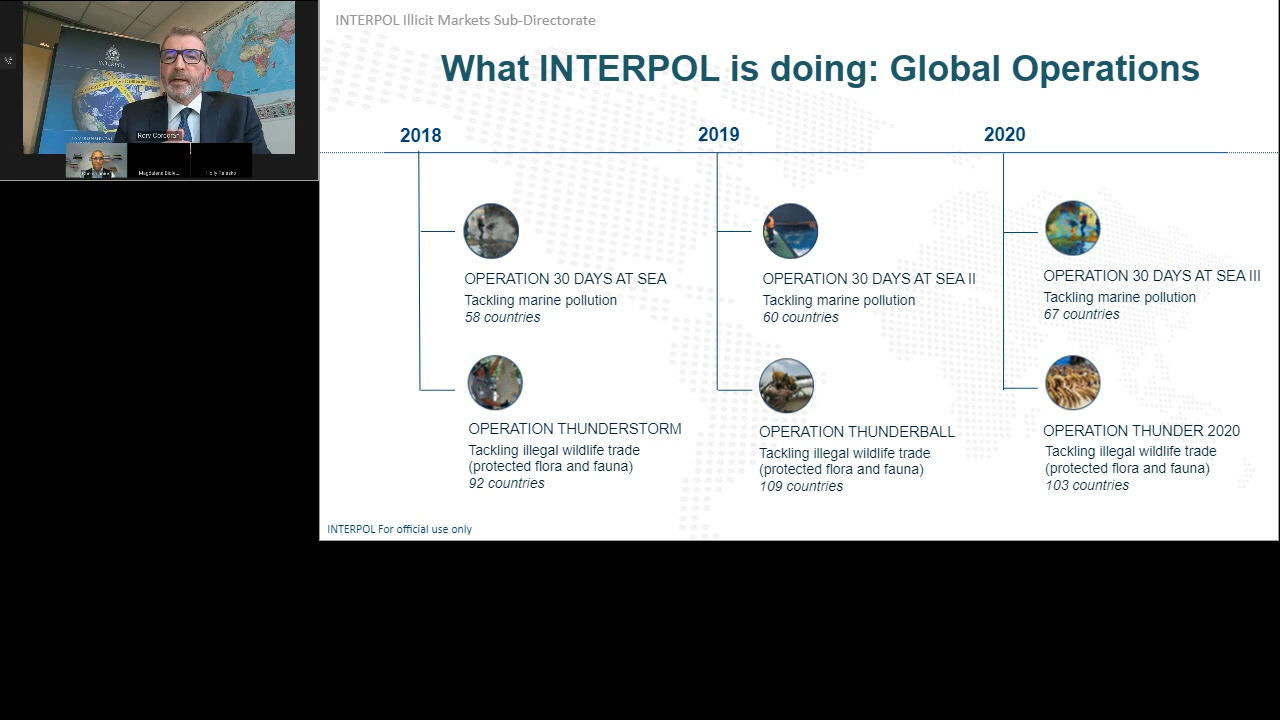 INTERPOL
Rory Corcoran
INTERPOL Illicit Markets Sub-Directorate
What INTERPOL is doing: Global Operations
2018
2019
2020
OPERATION 30 DAYS AT SEA
Tackling marine pollution
58 countries
OPERATION 30 DAYS AT SEA II
Tackling marine pollution
60 countries
OPERATION 30 DAYS AT SEA III
Tackling marine pollution
67 countries
OPERATION THUNDERSTORM
Tackling illegal wildlife trade
(protected flora and fauna)
92 countries
OPERATION THUNDERBALL
Tackling illegal wildlife trade
(protected flora and fauna)
109 countries
OPERATION THUNDER 2020
Tackling illegal wildlife trade
(protected flora and fauna)
103 countries
INTERPOL For official use only